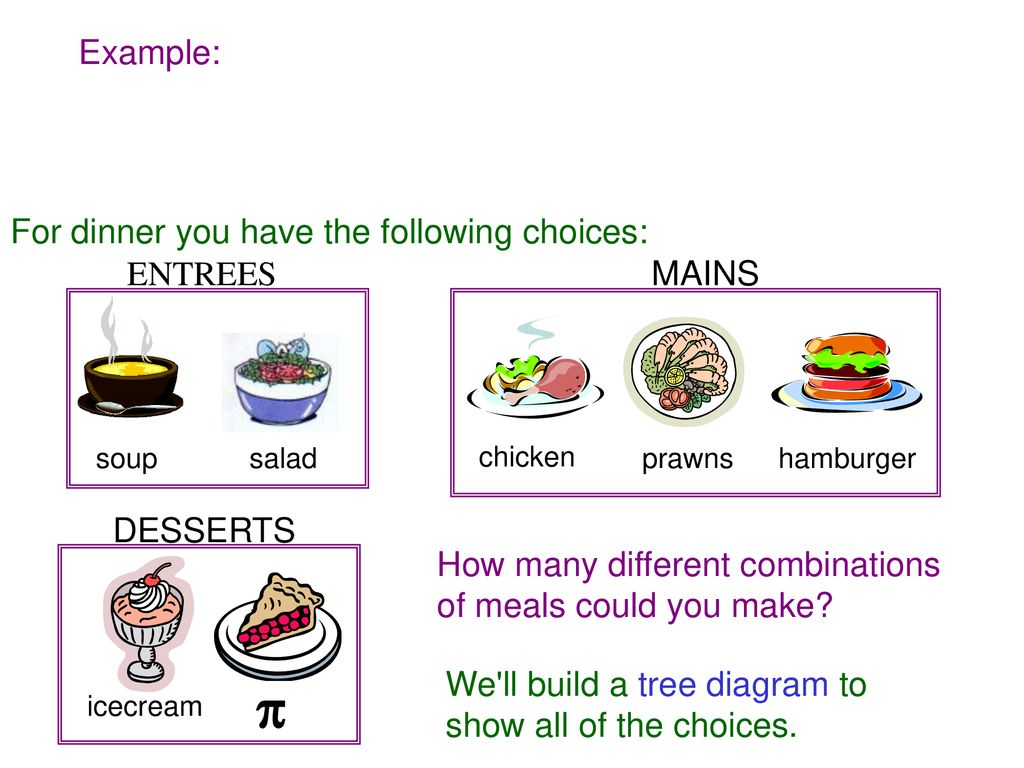 Example:
For dinner you have the following choices:
ENTREES
MAINS
soup
salad
chicken
prawns
hamburger
DESSERTS
icecream
π
How many different combinations
of meals could you make?
We'll build a tree diagram to
show all of the choices.